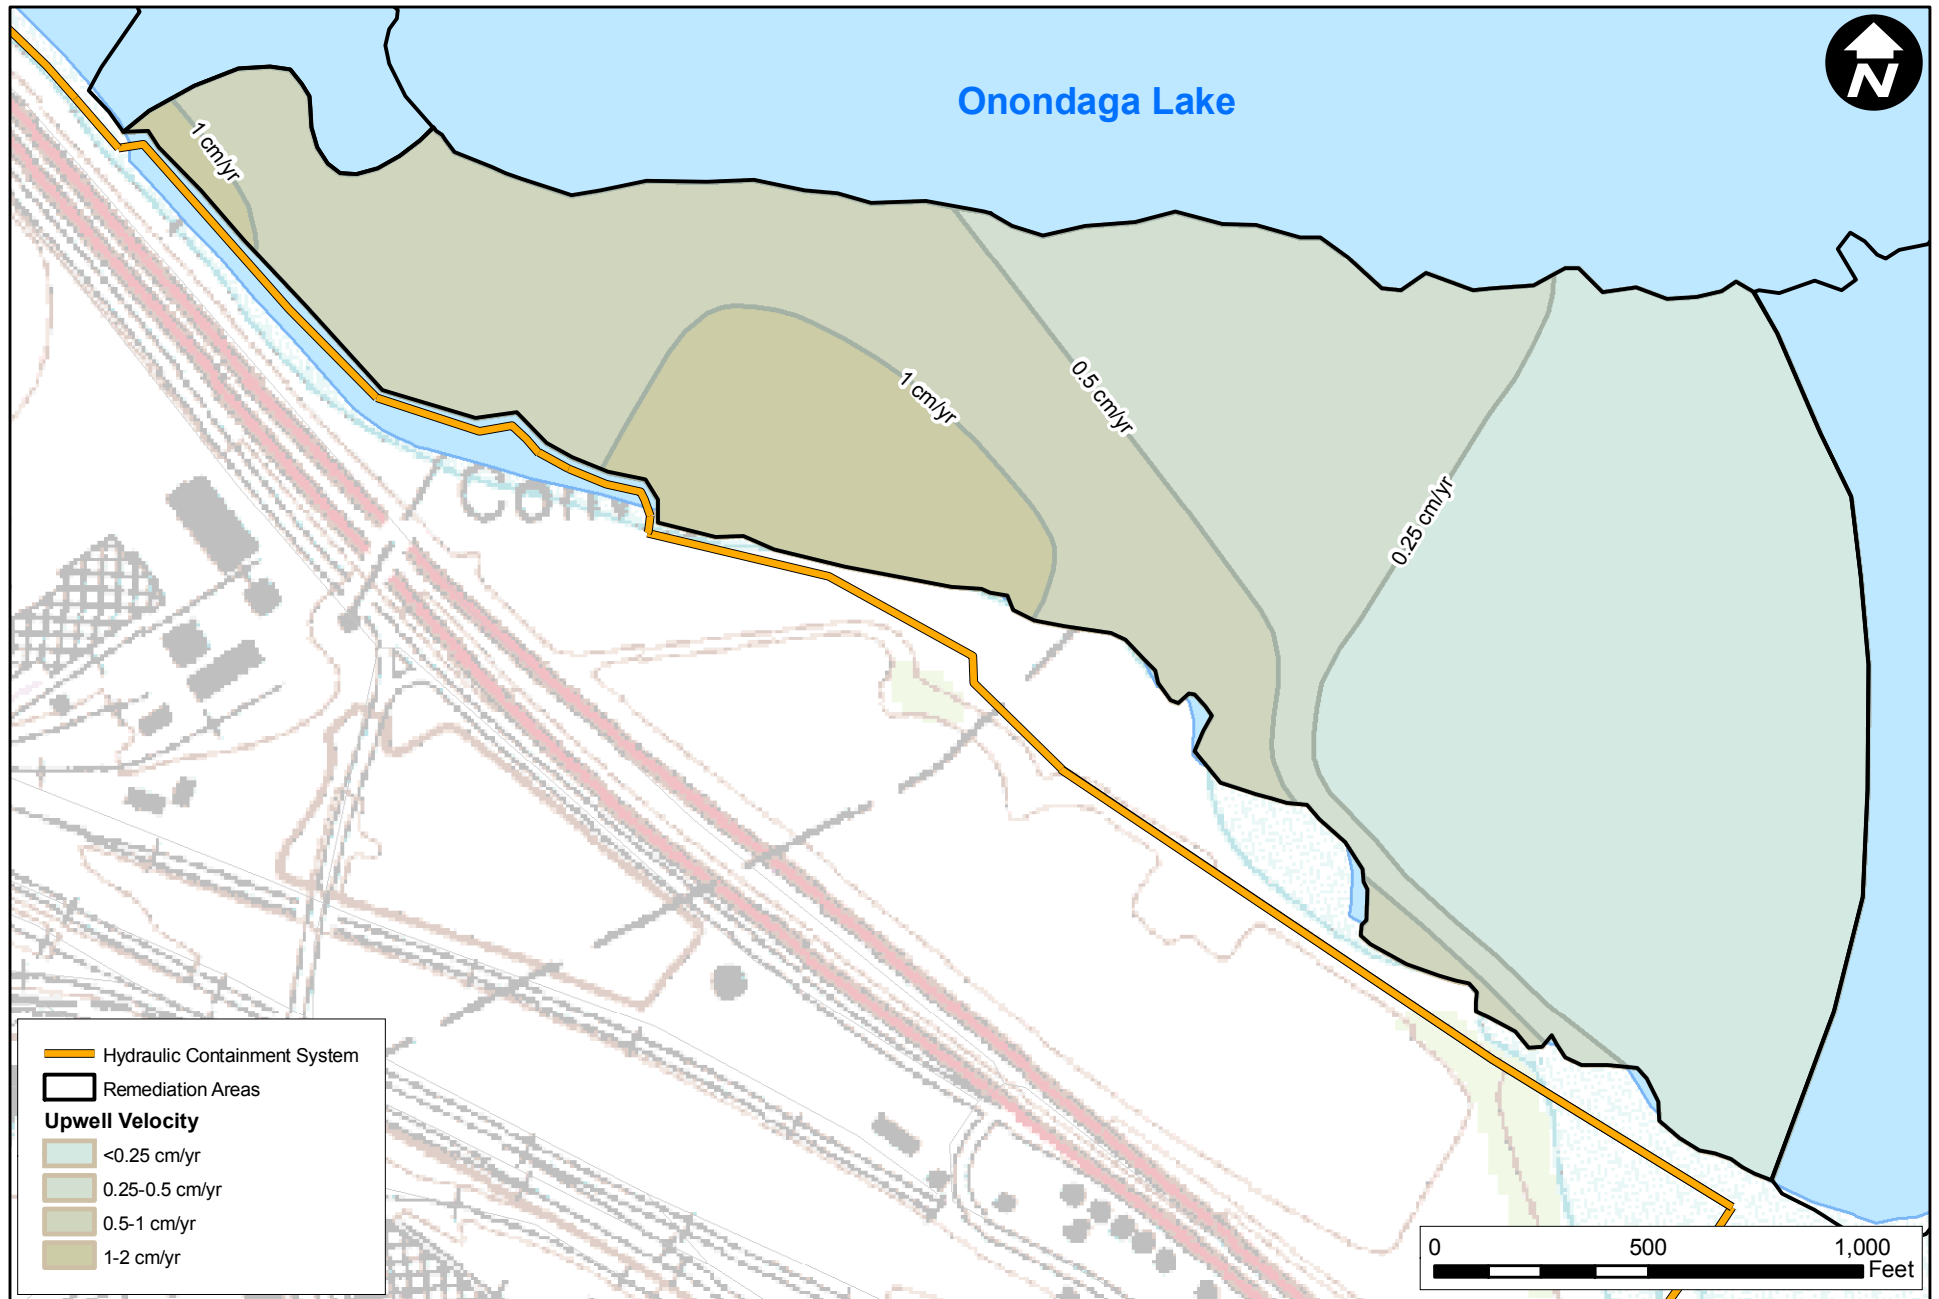 N
Onondaga Lake
1 cm/yr
1 cm/yr
0.5 cm/yr
0.25 cm/yr
Hydraulic Containment System
Remediation Areas
Upwell Velocity
<0.25 cm/yr
0.25-0.5 cm/yr
0.5-1 cm/yr
1-2 cm/yr
0 500 1,000
Feet